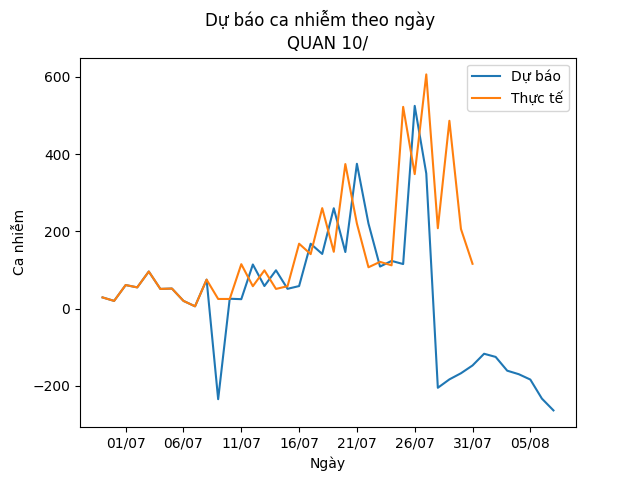 Dự báo ca nhiễm theo ngày
QUAN 10/
Dự báo
Thực tế
Ca nhiễm
600
400
200
0
−200
01/07 06/07 11/07 16/07 21/07 26/07 31/07 05/08
Ngày